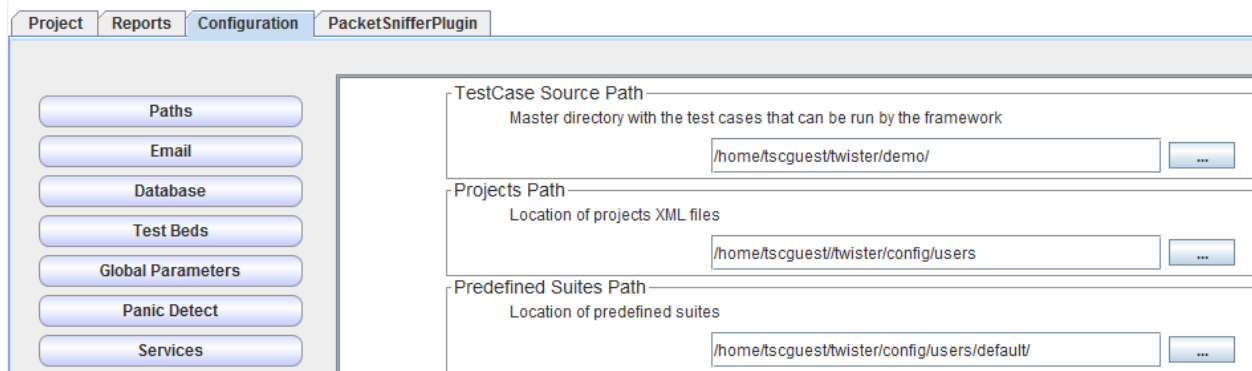 Project Reports Configuration PacketSnifferPlugin
Paths
Email
Database
Test Beds
Global Parameters
Panic Detect
Services
TestCase Source Path
Master directory with the test cases that can be run by the framework
/home/tscguest/twister/demo/ ...
Projects Path
Location of projects XML files
/home/tscguest//twister/config/users ...
Predefined Suites Path
Location of predefined suites
/home/tscguest/twister/config/users/default/ ...